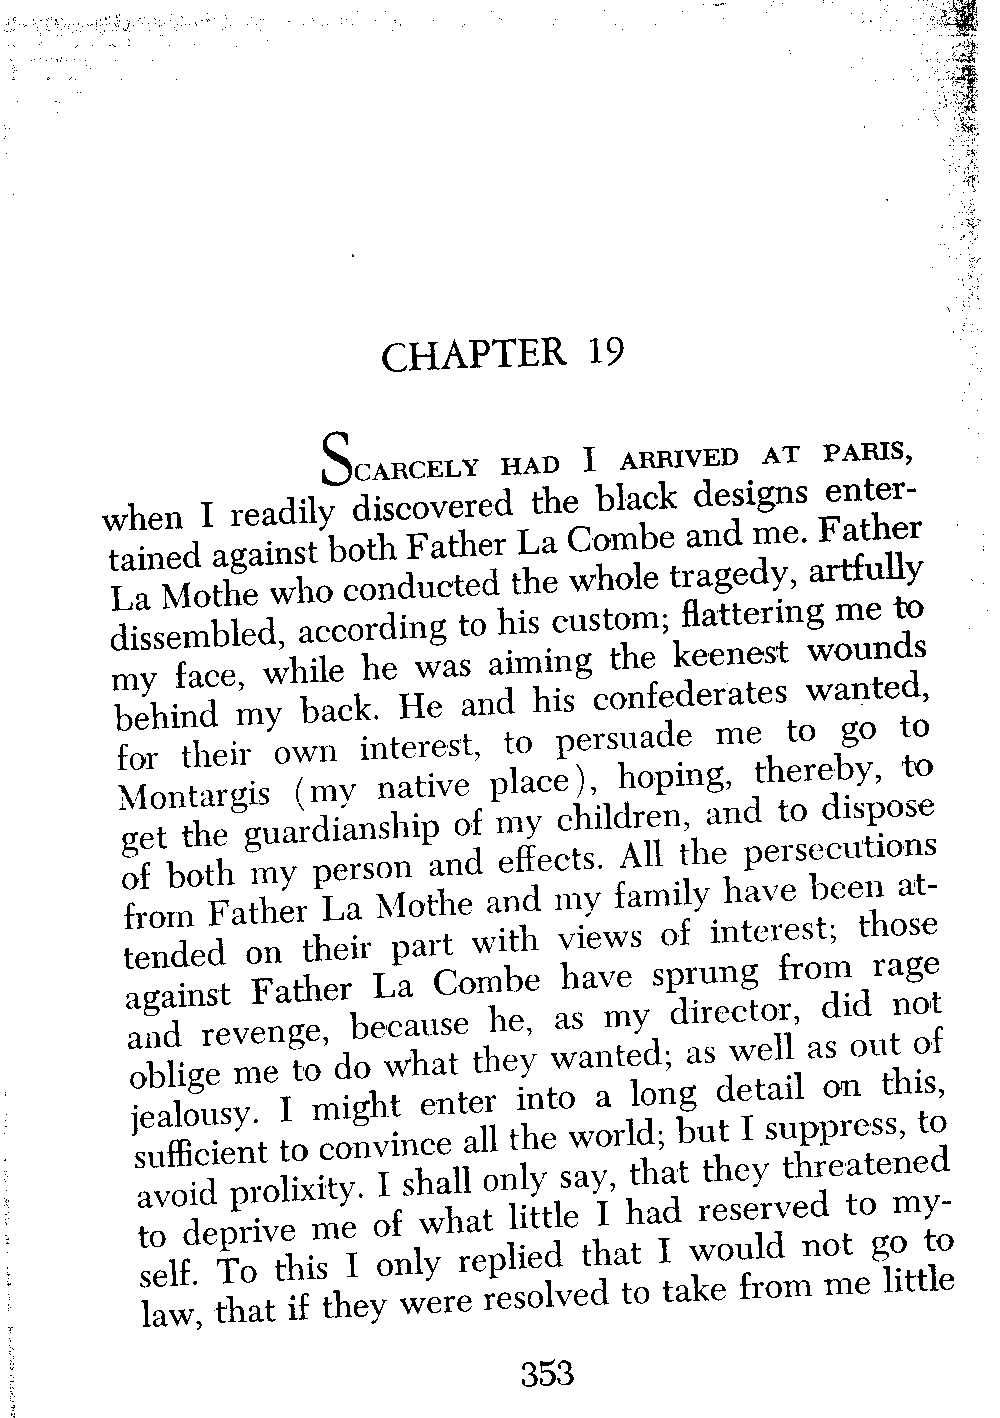 CHAPTER 19
SCARCELY HAD I ARRIVED AT PARIS,
when I readily discovered the black designs enter-
tained against both Father La Combe and me. Father
La Mothe who conducted the whole tragedy, artfully
dissembled, according to his custom; flattering me to
my face, while he was aiming the keenest wounds
behind my back. He and his confederates wanted,
for their own interest, to persuade me to go to
Montargis (my native place), hoping, thereby, to
get the guardianship of my children, and to dispose
of both my person and effects. All the persecutions
from Father La Mothe and my family have been at-
tended on their part with views of interest; those
against Father La Combe have sprung from rage
and revenge, because he, as my director, did not
oblige me to do what they wanted; as well as out of
jealousy. I might enter into a long detail on this,
sufficient to convince all the world; but I suppress, to
avoid prolixity. I shall only say, that they threatened
to deprive me of what little I had reserved to my-
self. To this I only replied that I would not go to
law, that if they were resolved to take from me little
353